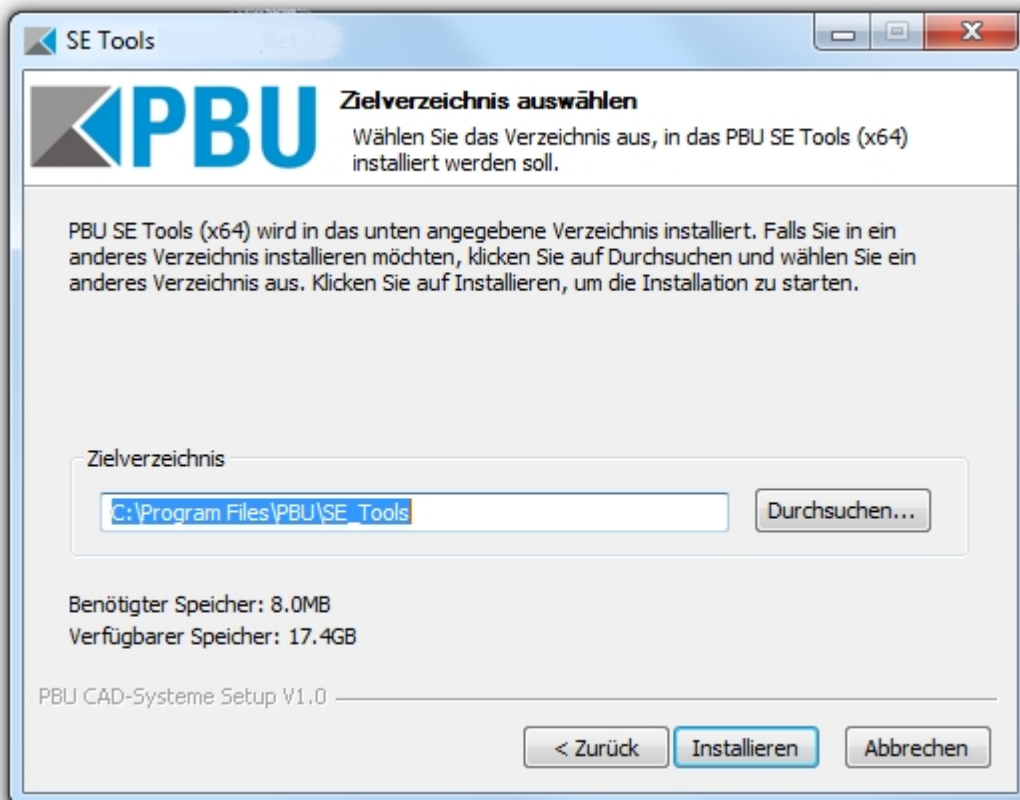 SE Tools
PBU
Zielverzeichnis auswählen
Wählen Sie das Verzeichnis aus, in das PBU SE Tools (x64)
installiert werden soll.
PBU SE Tools (x64) wird in das unten angegebene Verzeichnis installiert. Falls Sie in ein
anderes Verzeichnis installieren möchten, klicken Sie auf Durchsuchen und wählen Sie ein
anderes Verzeichnis aus. Klicken Sie auf Installieren, um die Installation zu starten.
Zielverzeichnis
C:\Program Files\PBU\SE_Tools
Durchsuchen...
Benötigter Speicher: 8.0MB
Verfügbarer Speicher: 17.4GB
PBU CAD-Systeme Setup V1.0
< Zurück
Installieren
Abbrechen